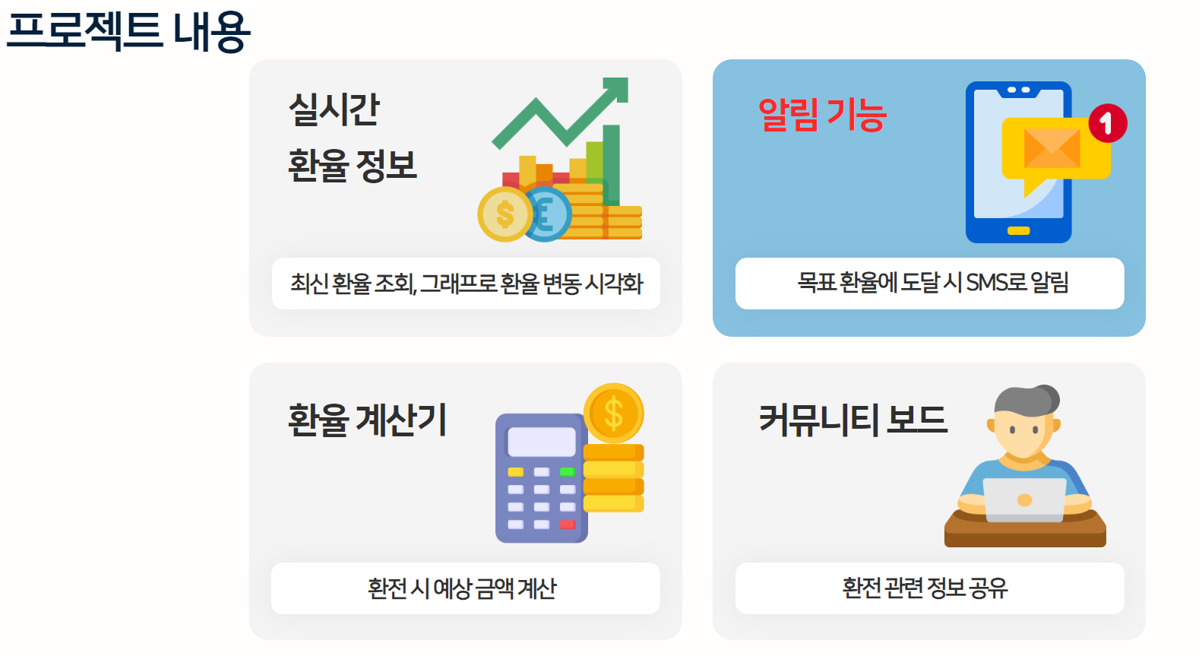 프로젝트 내용
실시간
환율 정보
최신 환율 조회, 그래프로 환율 변동 시각화
알림 기능
1
목표 환율에 도달 시 SMS로 알림
환율 계산기
환전 시 예상 금액 계산
커뮤니티 보드
환전 관련 정보 공유